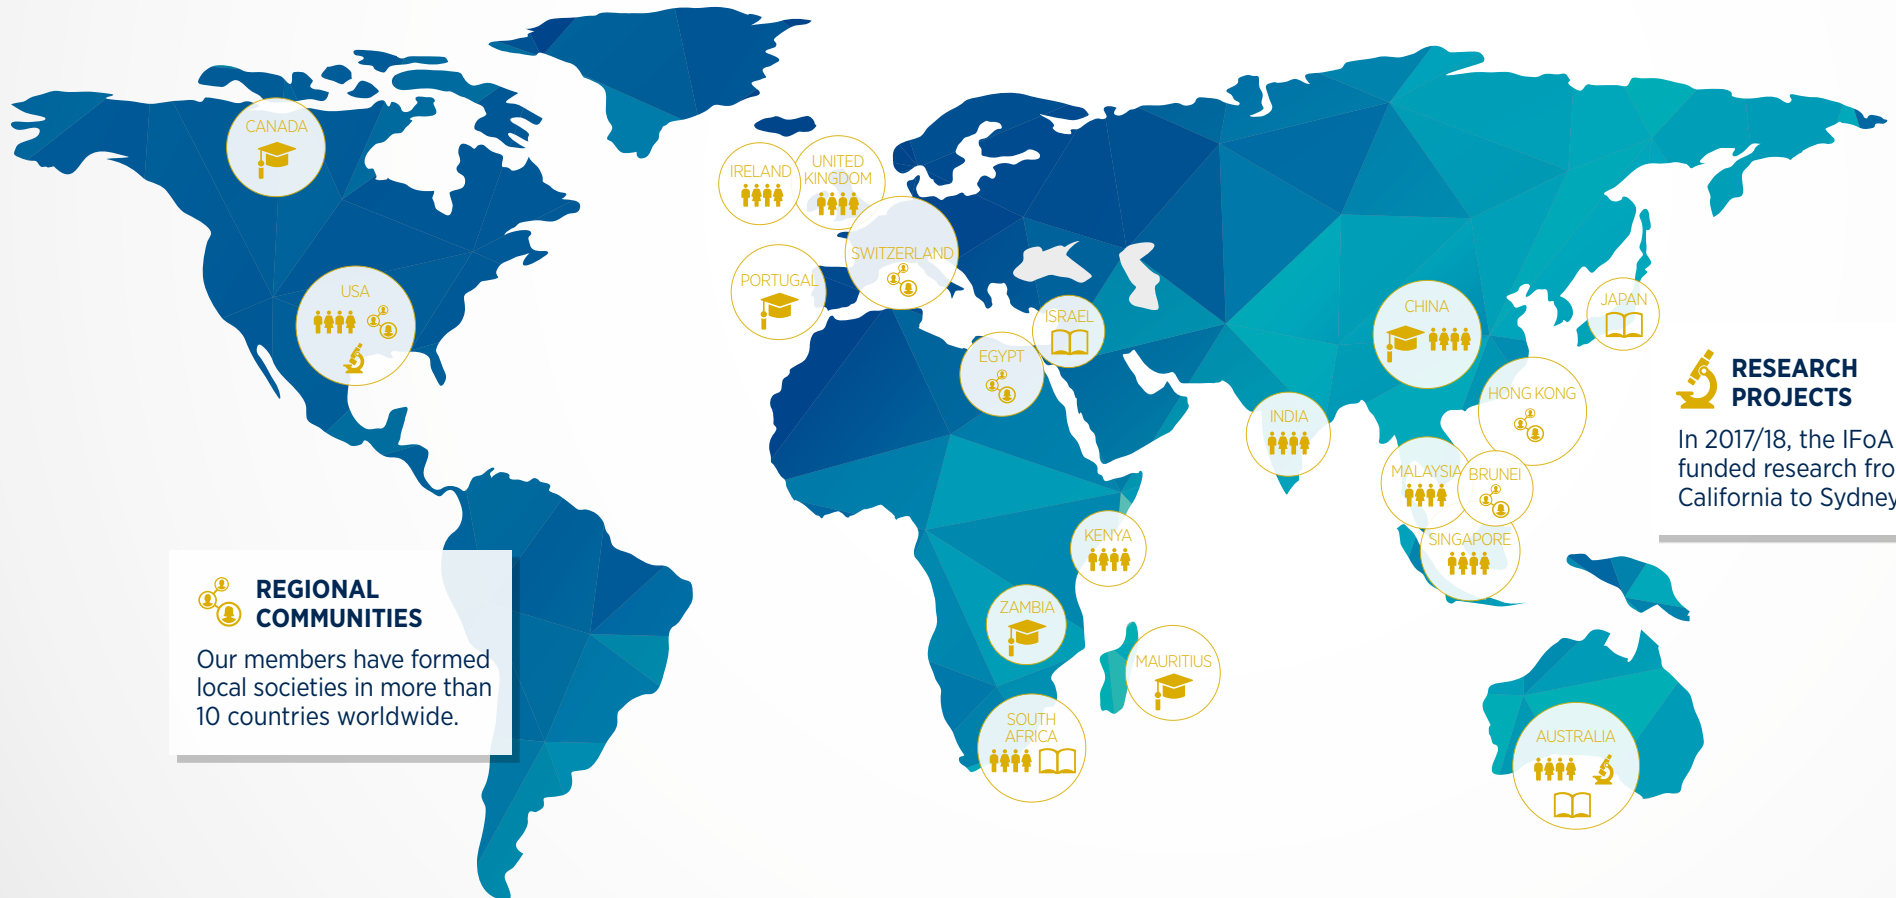 CANADA
IRELAND
UNITED
KINGDOM
SWITZERLAND
PORTUGAL
USA
ISRAEL
EGYPT
CHINA
JAPAN
HONG KONG
INDIA
MALAYSIA
BRUNEI
SINGAPORE
KENYA
ZAMBIA
MAURITIUS
SOUTH
AFRICA
AUSTRALIA
RESEARCH
PROJECTS
In 2017/18, the IFoA
funded research fro
California to Sydney
REGIONAL
COMMUNITIES
Our members have formed
local societies in more than
10 countries worldwide.